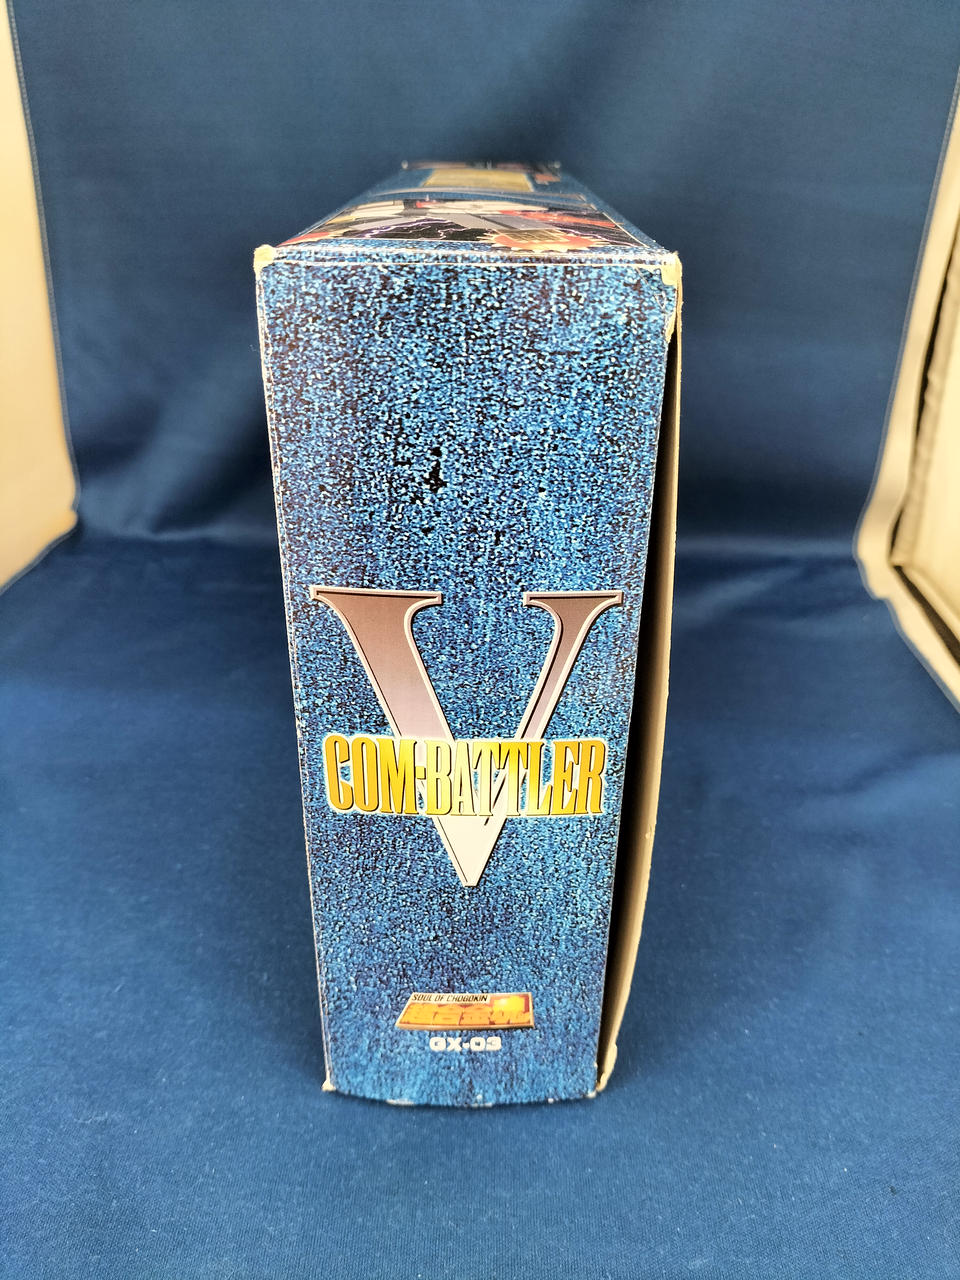 V
COM-BATTLER
SOUL OF CHOGOKIN
超合金魂
GX-03